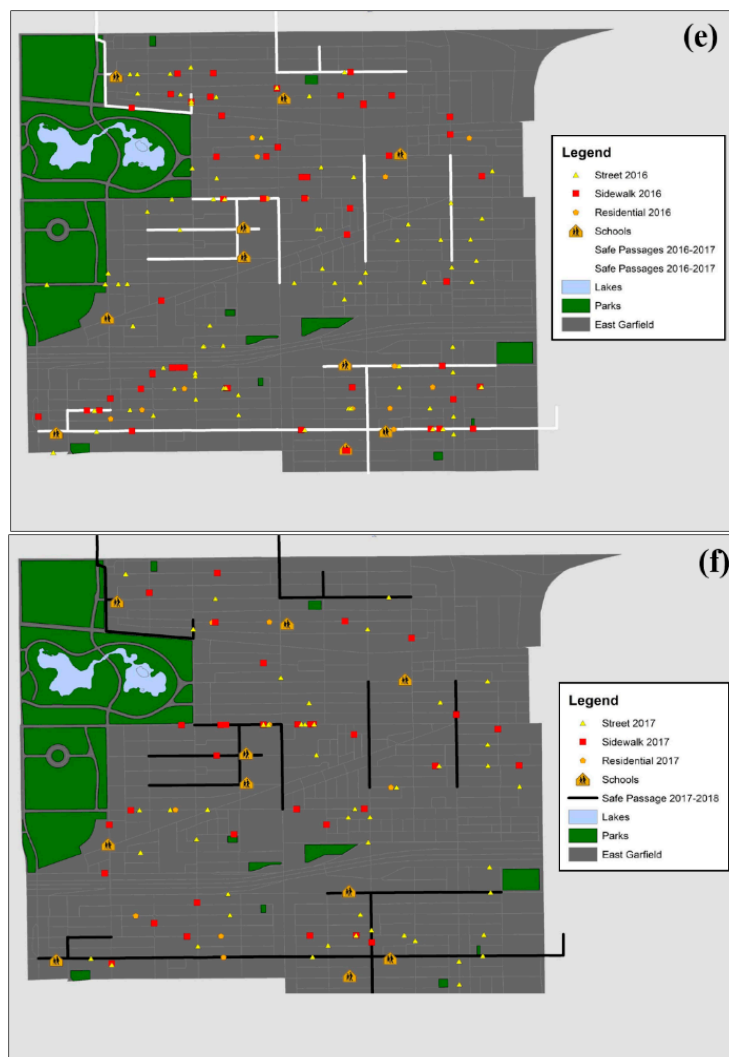 (e)
Legend
Street 2016
Sidewalk 2016
Residential 2016
Schools
Safe Passages 2016-2017
Safe Passages 2016-2017
Lakes
Parks
East Garfield
(f)
Legend
Street 2017
Sidewalk 2017
Residential 2017
Schools
Safe Passage 2017-2018
Lakes
Parks
East Garfield